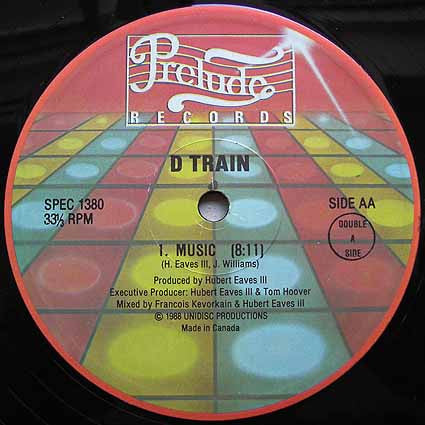 Prelude
RECORDS
D TRAIN
SPEC 1380
33⅓ RPM
SIDE AA
DOUBLE
A
SIDE
1. MUSIC (8:11)
(H. Eaves III, J. Williams)
Produced by Hubert Eaves III
Executive Producer: Hubert Eaves III & Tom Hoover
Mixed by Francois Kevorkain & Hubert Eaves III
© 1988 UNIDISC PRODUCTIONS
Made in Canada